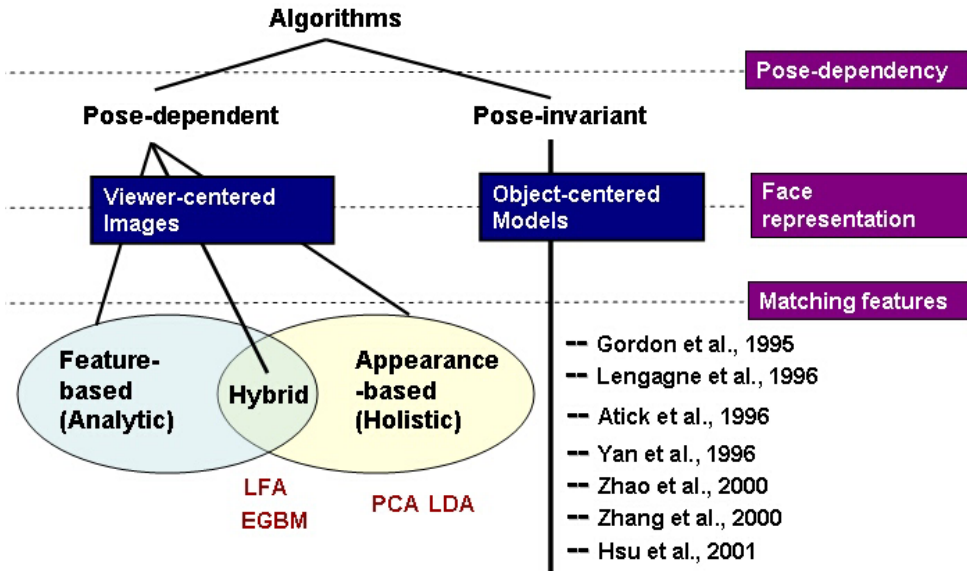 Algorithms
Pose-dependency
Pose-dependent
Pose-invariant
Viewer-centered
Images
Object-centered
Models
Face
representation
Matching features
Feature-
based
(Analytic)
Hybrid
Appearance
-based
(Holistic)
LFA
EGBM
PCA LDA
-- Gordon et al., 1995
-- Lengagne et al., 1996
-- Atick et al., 1996
-- Yan et al., 1996
-- Zhao et al., 2000
-- Zhang et al., 2000
-- Hsu et al., 2001